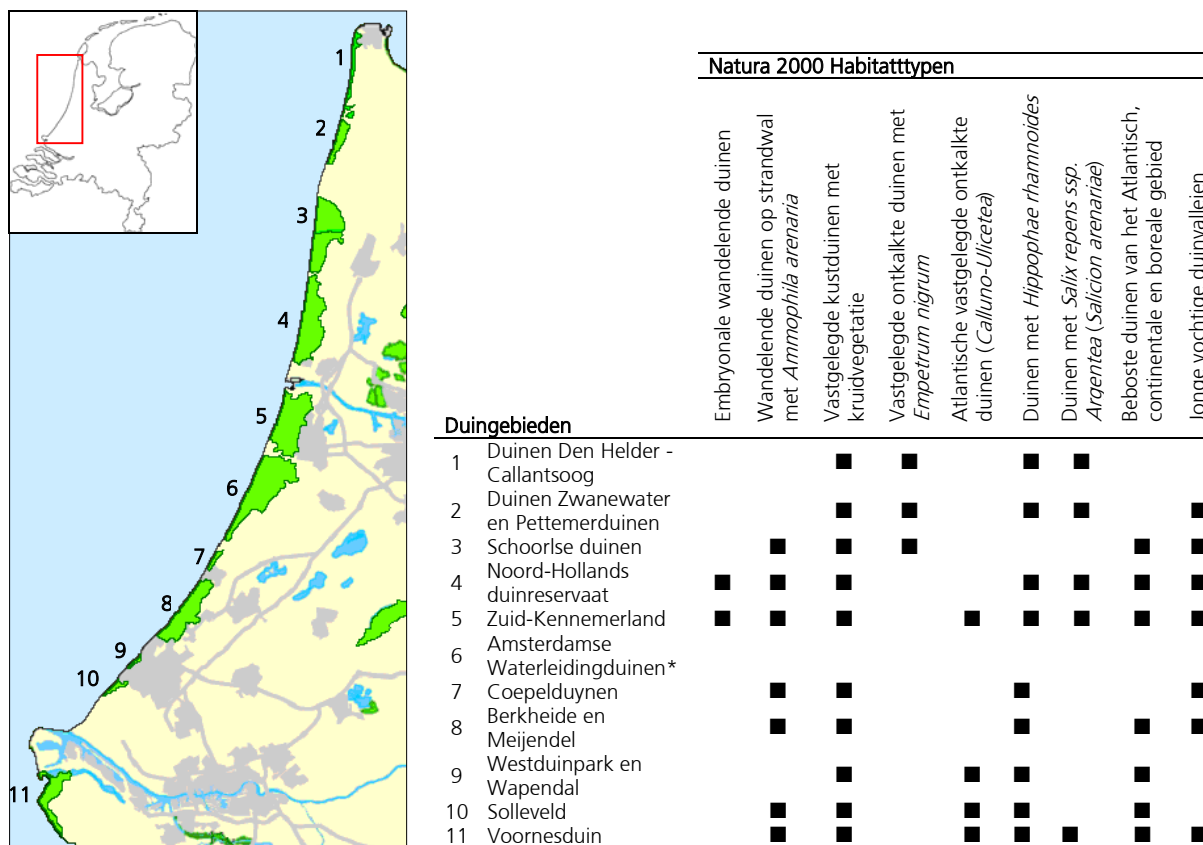 1
2
3
4
5
6
7
8
9
10
11
Natura 2000 Habitatttypen
Embryonale wandelende duinen
Wandelende duinen op strandwal
met Ammophila arenaria
Vastgelegde kustduinen met
kruidvegetatie
Vastgelegde ontkalkte duinen met
Empetrum nigrum
Atlantische vastgelegde ontkalkte
duinen (Calluno-Ulicetea)
Duinen met Hippophae rhamnoides
Duinen met Salix repens ssp.
Argentea (Salicion arenariae)
Beboste duinen van het Atlantisch,
continentale en boreale gebied
Jonge vochtige duinvalleien
Duingebieden
1 Duinen Den Helder -
Callantsoog
2 Duinen Zwanewater
en Pettemerduinen
3 Schoorlse duinen
4 Noord-Hollands
duinreservaat
5 Zuid-Kennemerland
6 Amsterdamse
Waterleidingduinen*
7 Coepelduynen
8 Berkheide en
Meijendel
9 Westduinpark en
Wapendal
10 Solleveld
11 Voornesduin